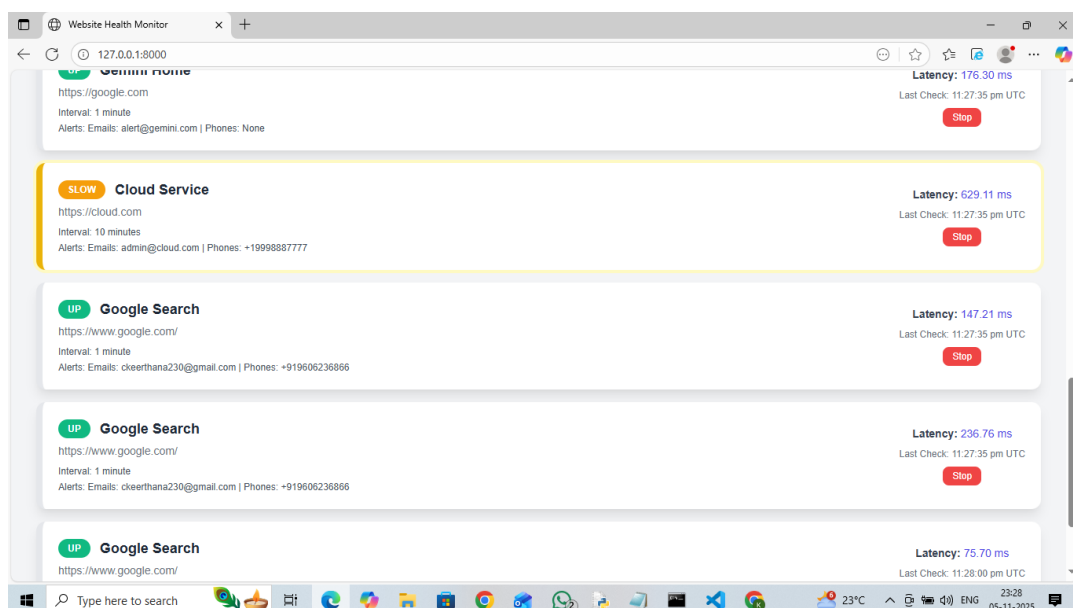 Website Health Monitor
127.0.0.1:8000
UP Gemini Home
Latency: 176.30 ms
https://google.com
Last Check: 11:27:35 pm UTC
Interval: 1 minute
Stop
Alerts: Emails: alert@gemini.com | Phones: None
SLOW Cloud Service
Latency: 629.11 ms
https://cloud.com
Last Check: 11:27:35 pm UTC
Interval: 10 minutes
Stop
Alerts: Emails: admin@cloud.com | Phones: +19998887777
UP Google Search
Latency: 147.21 ms
https://www.google.com/
Last Check: 11:27:35 pm UTC
Interval: 1 minute
Stop
Alerts: Emails: ckeerthana230@gmail.com | Phones: +919606236866
UP Google Search
Latency: 236.76 ms
https://www.google.com/
Last Check: 11:27:35 pm UTC
Interval: 1 minute
Stop
Alerts: Emails: ckeerthana230@gmail.com | Phones: +919606236866
UP Google Search
Latency: 75.70 ms
https://www.google.com/
Last Check: 11:28:00 pm UTC
Type here to search
23°C
ENG
23:28
05-11-2025